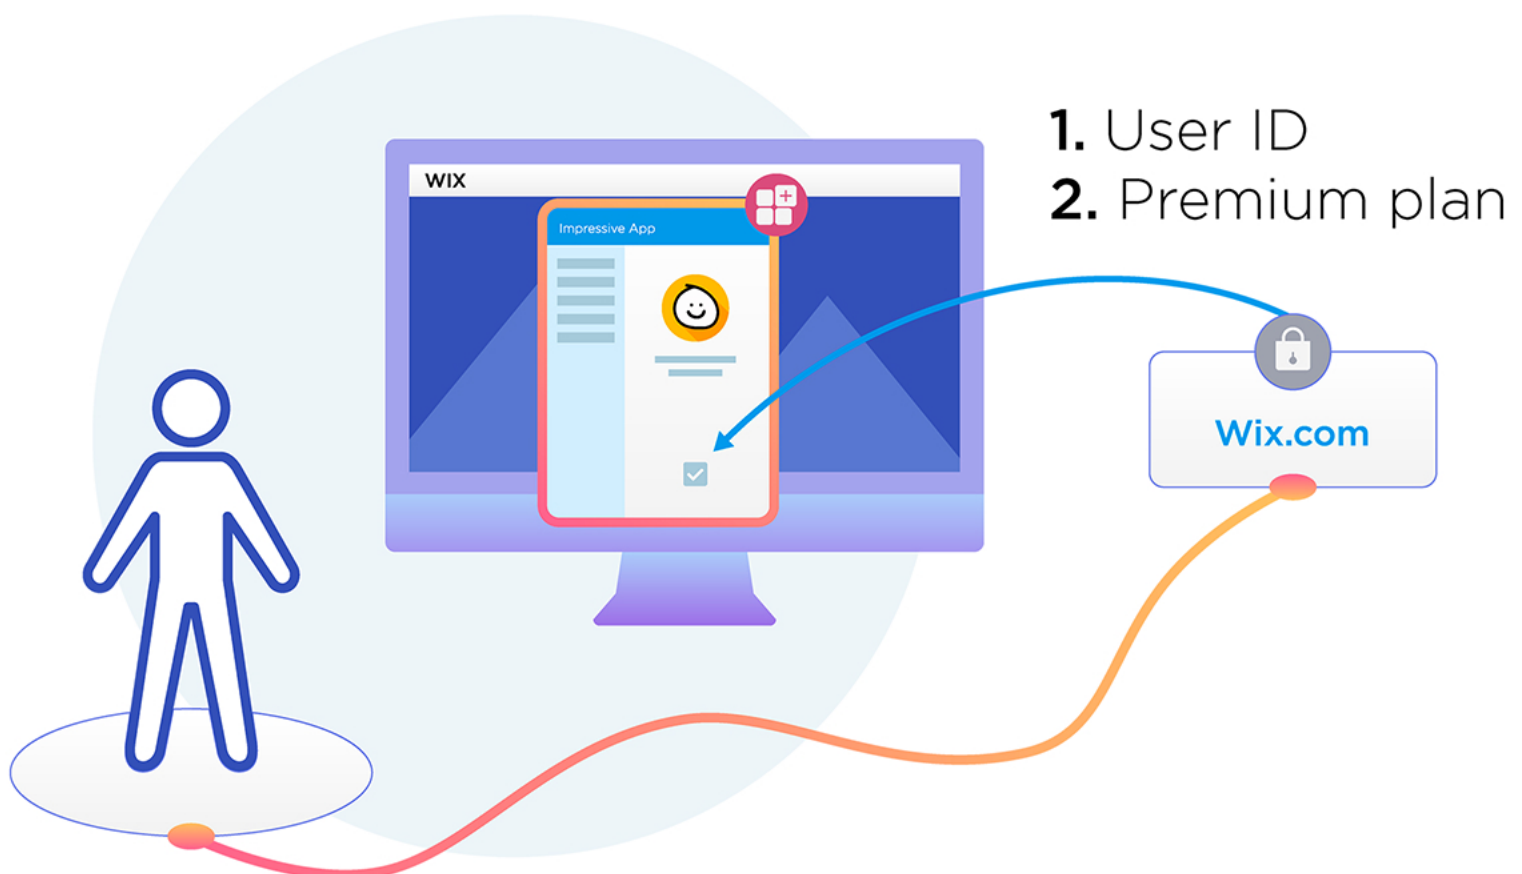 1. User ID
2. Premium plan
WIX
Impressive App
Wix.com